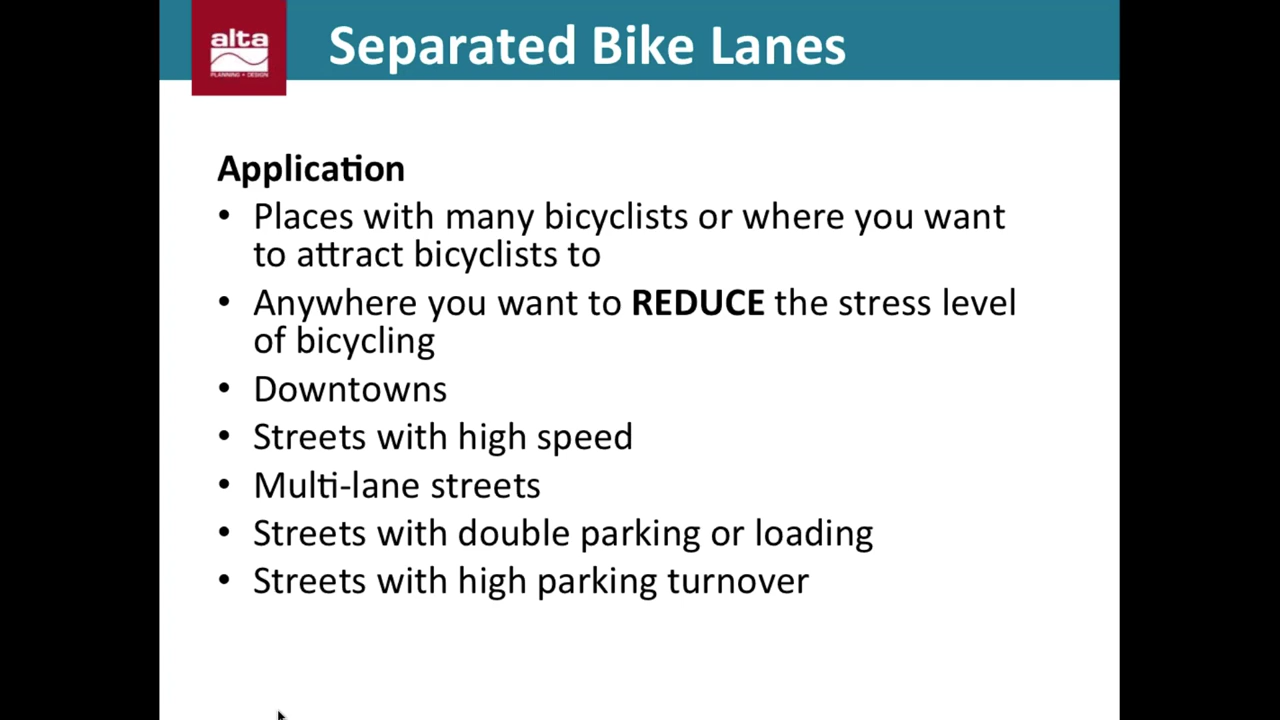 alta
PLANNING + DESIGN
Separated Bike Lanes
Application
• Places with many bicyclists or where you want
to attract bicyclists to
• Anywhere you want to REDUCE the stress level
of bicycling
• Downtowns
• Streets with high speed
• Multi-lane streets
• Streets with double parking or loading
• Streets with high parking turnover